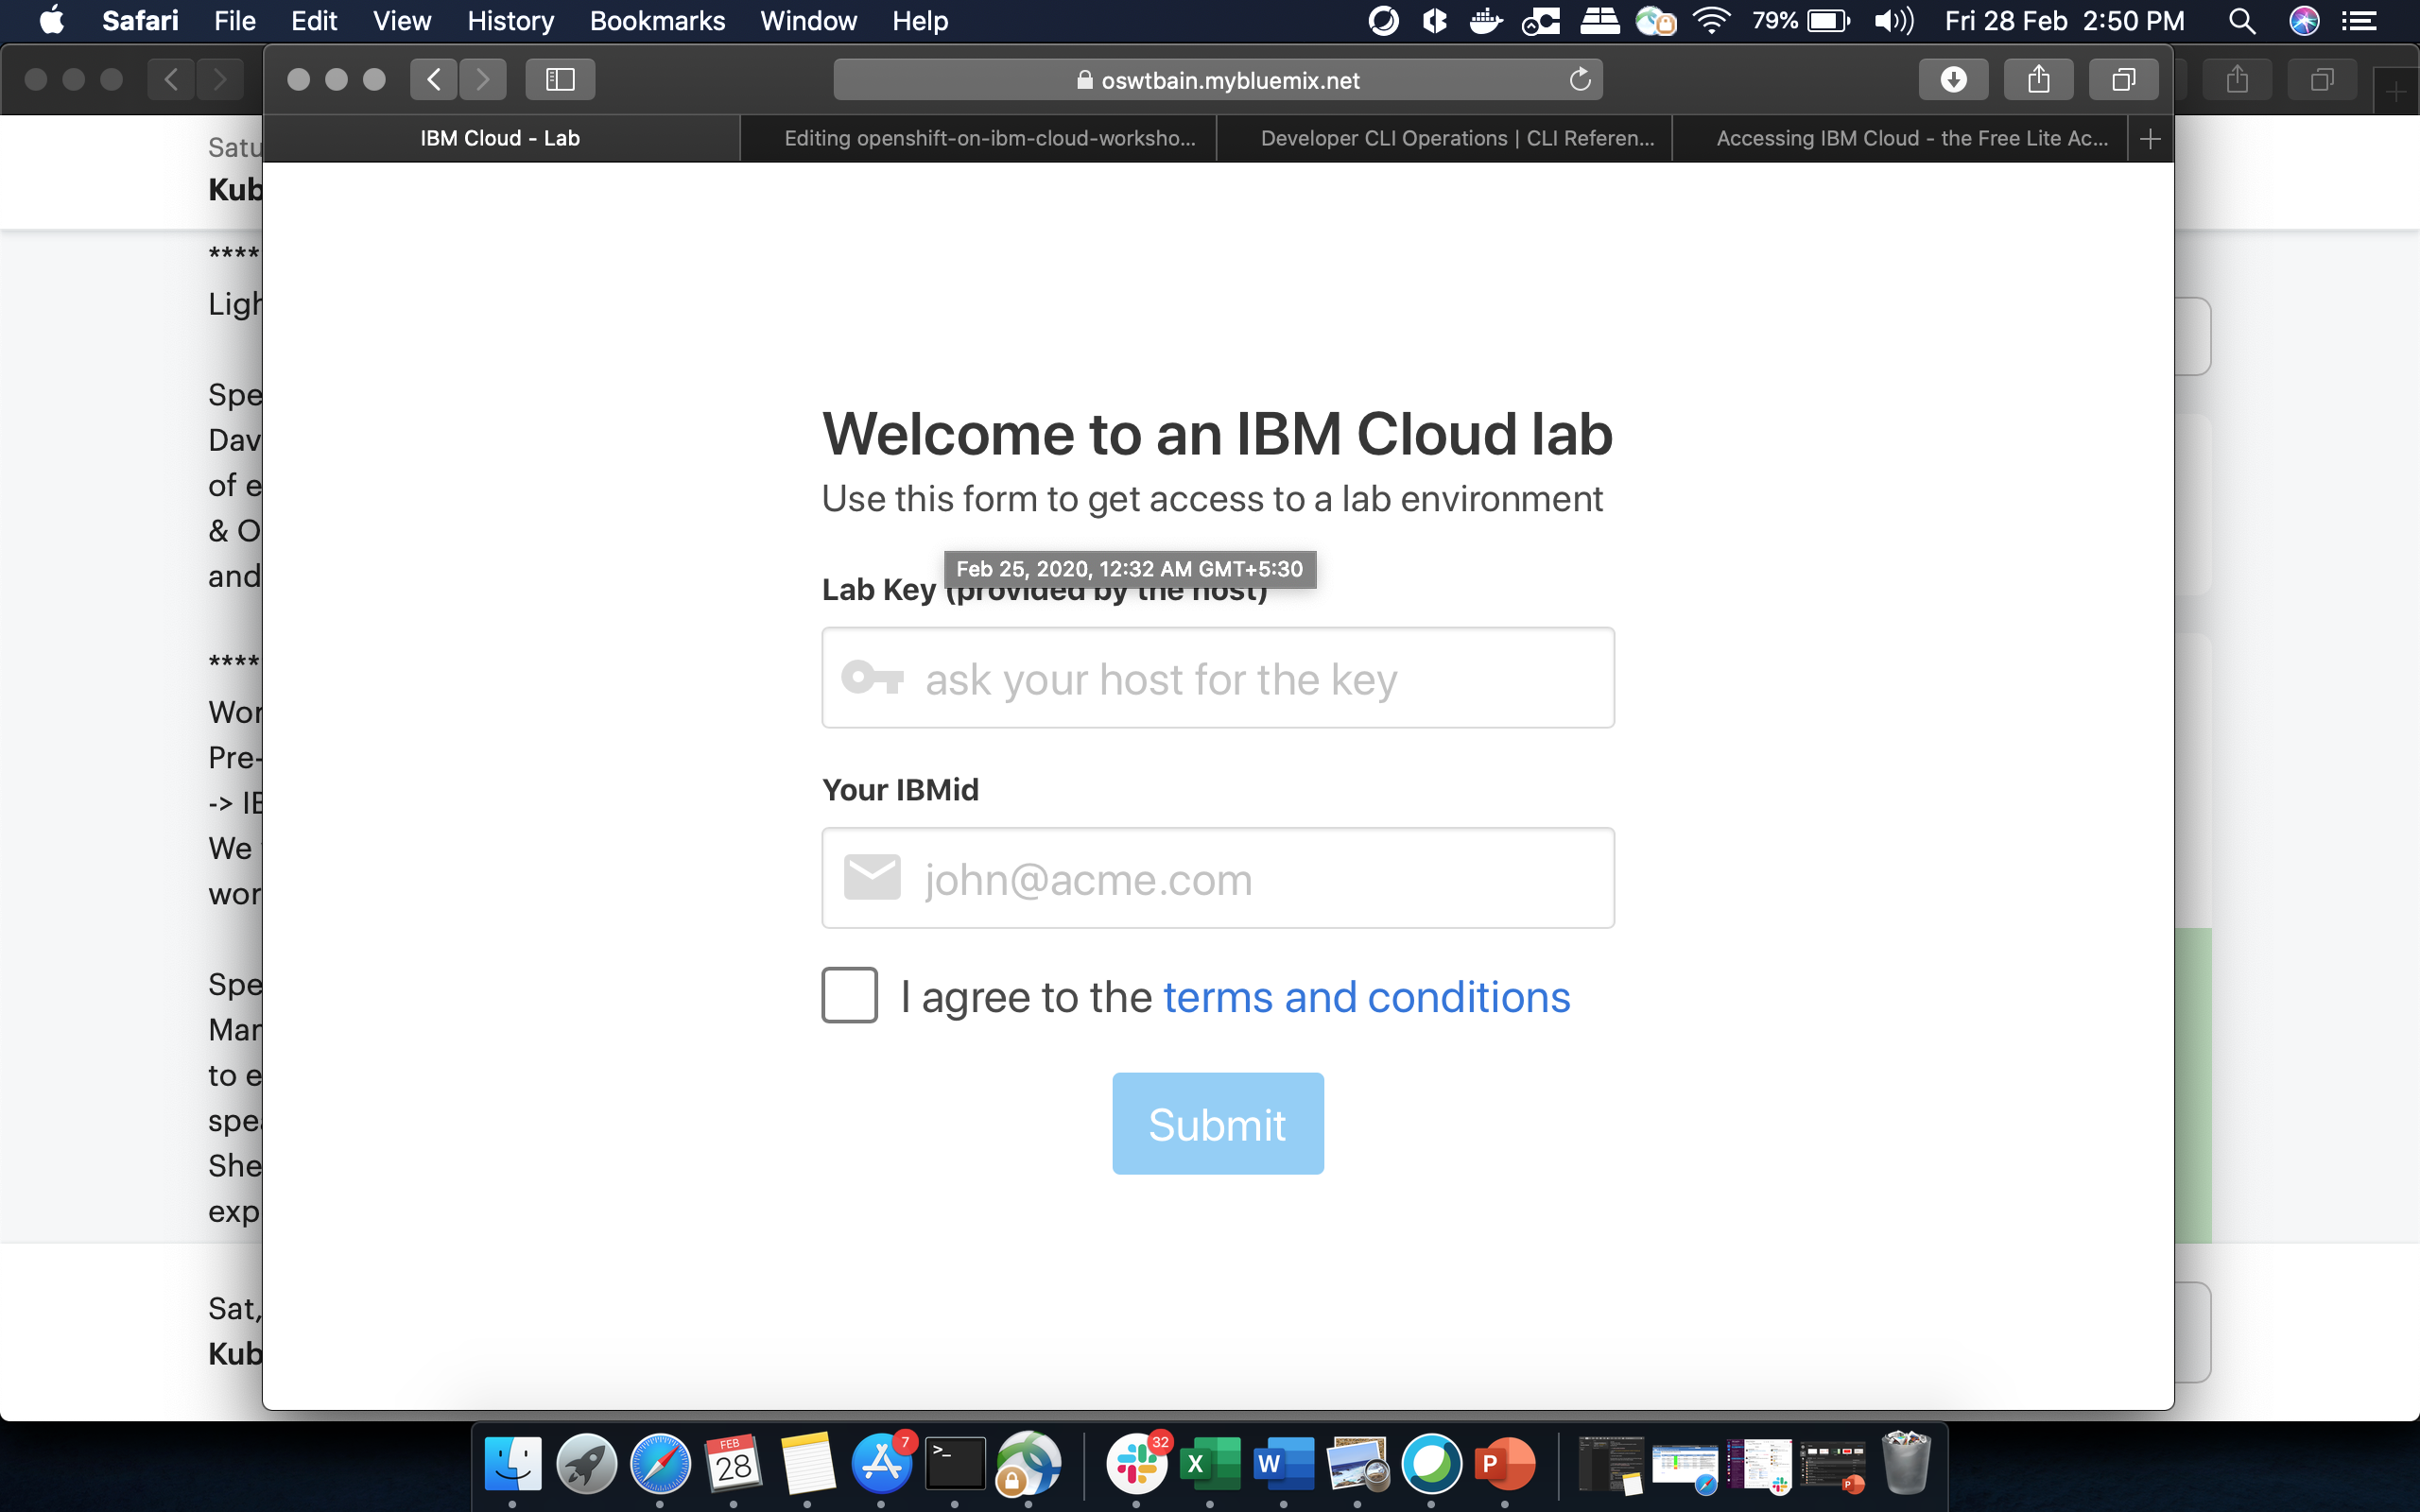 Safari File Edit View History Bookmarks Window Help 79% Fri 28 Feb 2:50 PM
oswtbain.mybluemix.net
IBM Cloud - Lab Editing openshift-on-ibm-cloud-worksho... Developer CLI Operations | CLI Referen... Accessing IBM Cloud - the Free Lite Ac...
Satu
Kub
****
Ligh
Spe
Dav
of e
& O
and
****
Wor
Pre-
-> IB
We
wor
Spe
Mar
to e
spea
She
exp
Sat,
Kub
Welcome to an IBM Cloud lab
Use this form to get access to a lab environment
Feb 25, 2020, 12:32 AM GMT+5:30
Lab Key (provided by the host)
ask your host for the key
Your IBMid
john@acme.com
I agree to the terms and conditions
Submit
FEB
28
7
>_
32
X
W
P